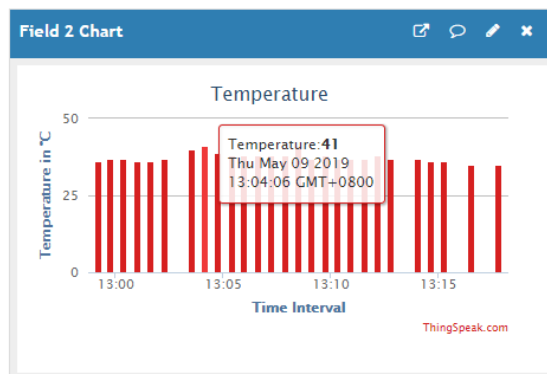 Field 2 Chart
Temperature
Temperature in °C
50
25
0
Temperature:41
Thu May 09 2019
13:04:06 GMT+0800
13:00
13:05
13:10
13:15
Time Interval
ThingSpeak.com